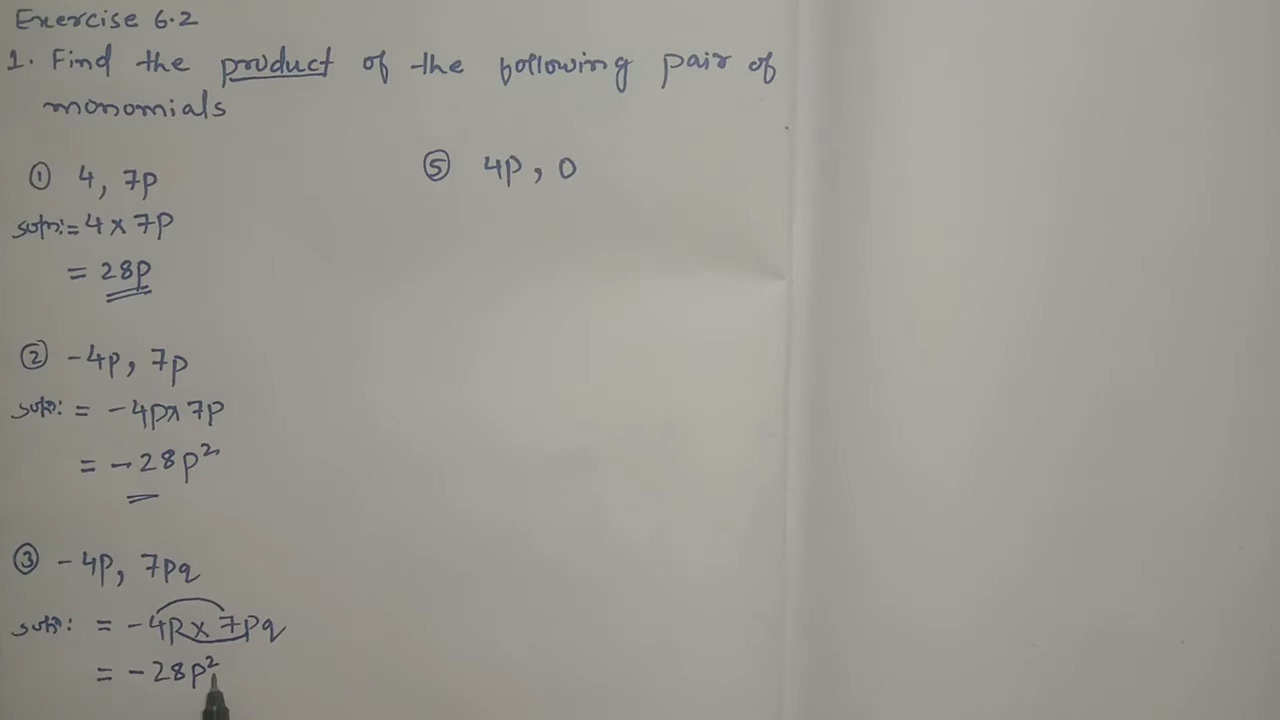 Exercise 6.2
1. Find the product of the following pair of
monomials
① 4, 7p
soln: = 4 × 7p
= 28p
② -4p, 7p
soln: = -4p × 7p
= -28p²
③ -4p, 7pq
soln: = -4p × 7pq
= -28p²
⑤ 4p, 0